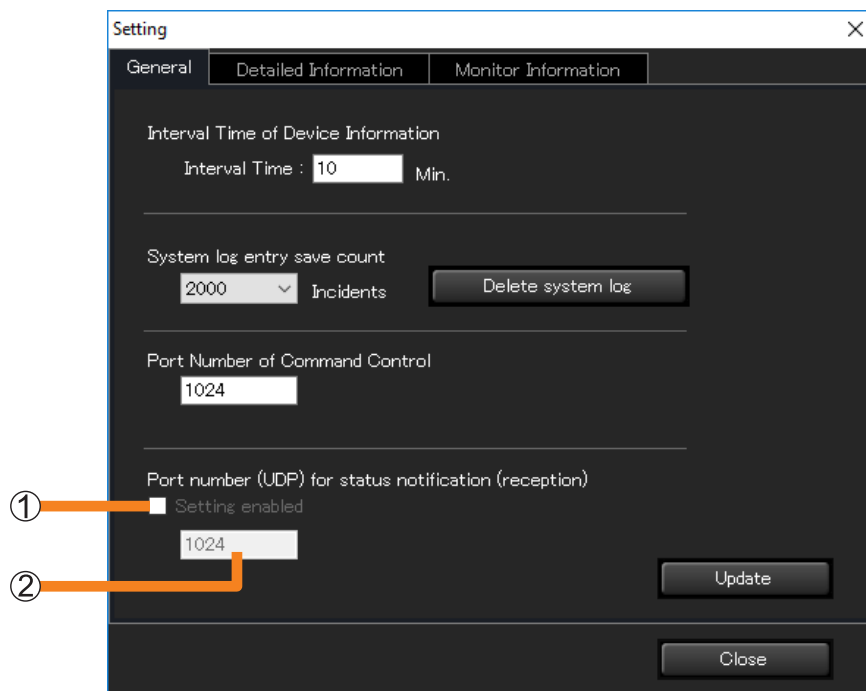 Setting
General Detailed Information Monitor Information
Interval Time of Device Information
Interval Time : 10 Min.
System log entry save count
2000 Incidents Delete system log
Port Number of Command Control
1024
Port number (UDP) for status notification (reception)
① Setting enabled
1024
②
Update
Close